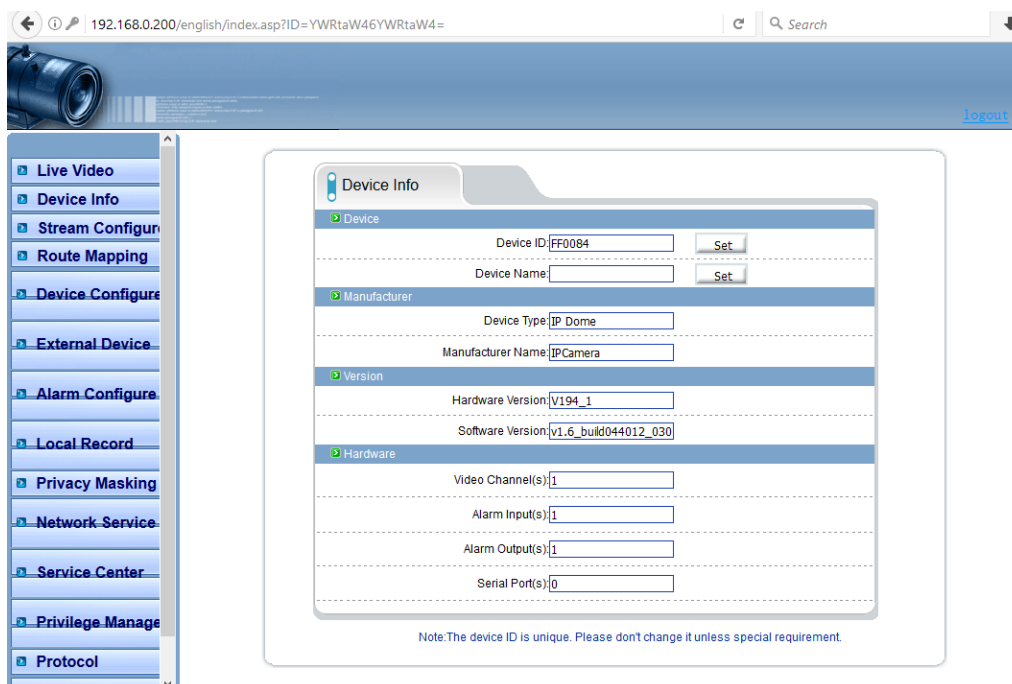 192.168.0.200/english/index.asp?ID=YWRtaW46YWRtaW4=
Search
logout
Live Video
Device Info
Stream Configur
Route Mapping
Device Configure
External Device
Alarm Configure
Local Record
Privacy Masking
Network Service
Service Center
Privilege Manage
Protocol
Device Info
Device
Device ID: FF0084 Set
Device Name: Set
Manufacturer
Device Type: IP Dome
Manufacturer Name: IPCamera
Version
Hardware Version: V194_1
Software Version: v1.6_build044012_030
Hardware
Video Channel(s): 1
Alarm Input(s): 1
Alarm Output(s): 1
Serial Port(s): 0
Note:The device ID is unique. Please don't change it unless special requirement.